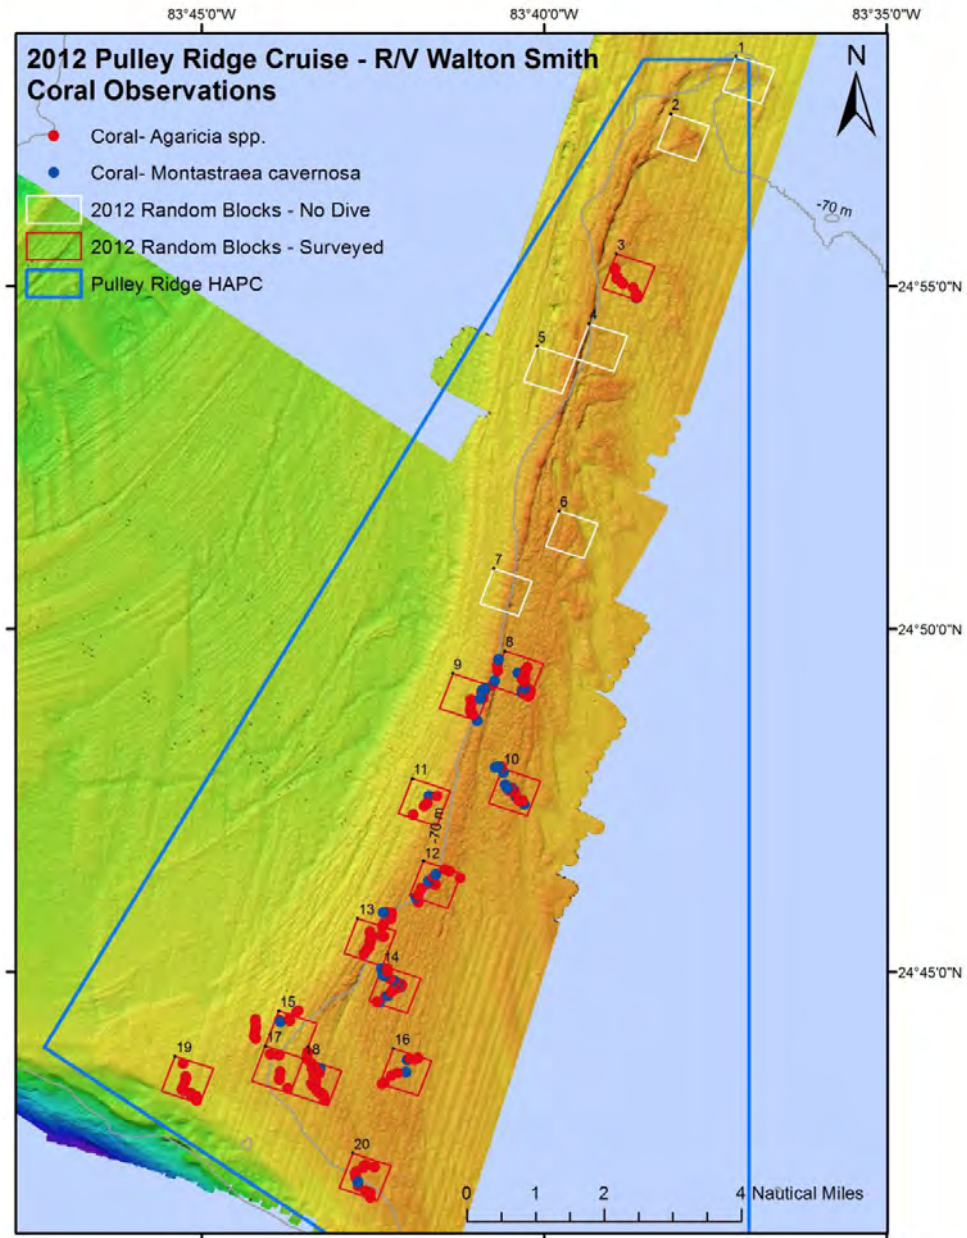 83°45'0"W 83°40'0"W 83°35'0"W
2012 Pulley Ridge Cruise - R/V Walton Smith
Coral Observations
N
Coral- Agaricia spp.
Coral- Montastraea cavernosa
2012 Random Blocks - No Dive
2012 Random Blocks - Surveyed
Pulley Ridge HAPC
1
2
-70 m
3
24°55'0"N
4
5
6
7
24°50'0"N
8
9
10
11
-70 m
12
13
14
24°45'0"N
15
16
17
18
19
20
0 1 2 4 Nautical Miles